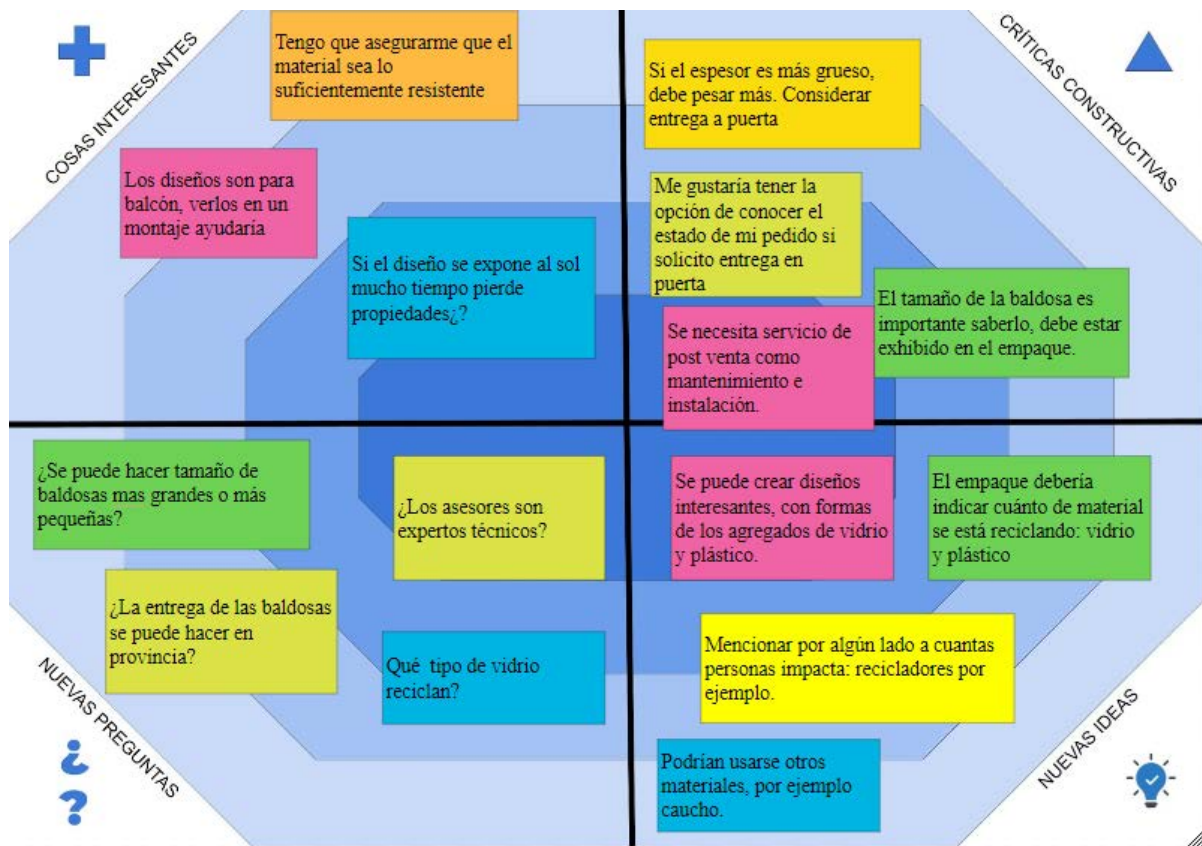 COSAS INTERESANTES
Tengo que asegurarme que el
material sea lo
suficientemente resistente
Los diseños son para
balcón, verlos en un
montaje ayudaría
Si el diseño se expone al sol
mucho tiempo pierde
propiedades¿?
CRÍTICAS CONSTRUCTIVAS
Si el espesor es más grueso,
debe pesar más. Considerar
entrega a puerta
Me gustaría tener la
opción de conocer el
estado de mi pedido si
solicito entrega en
puerta
El tamaño de la baldosa es
importante saberlo, debe estar
exhibido en el empaque.
Se necesita servicio de
post venta como
mantenimiento e
instalación.
¿Se puede hacer tamaño de
baldosas mas grandes o más
pequeñas?
¿Los asesores son
expertos técnicos?
¿La entrega de las baldosas
se puede hacer en
provincia?
Qué tipo de vidrio
reciclan?
NUEVAS PREGUNTAS
¿
?
Se puede crear diseños
interesantes, con formas
de los agregados de vidrio
y plástico.
El empaque debería
indicar cuánto de material
se está reciclando: vidrio
y plástico
Mencionar por algún lado a cuantas
personas impacta: recicladores por
ejemplo.
Podrían usarse otros
materiales, por ejemplo
caucho.
NUEVAS IDEAS